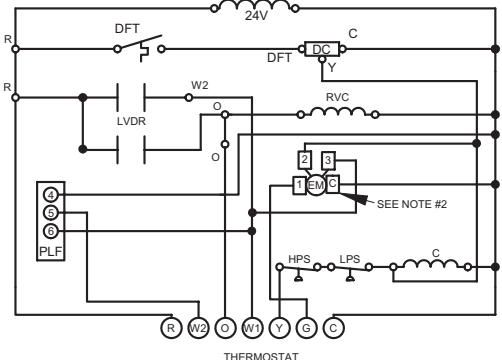 24V
DFT
C
R
DC
DFT
Y
R
W2
O
RVC
LVDR
O
2
3
1
EM
C
4
5
6
PLF
SEE NOTE #2
HPS
LPS
C
R
W2
O
W1
Y
G
C
THERMOSTAT